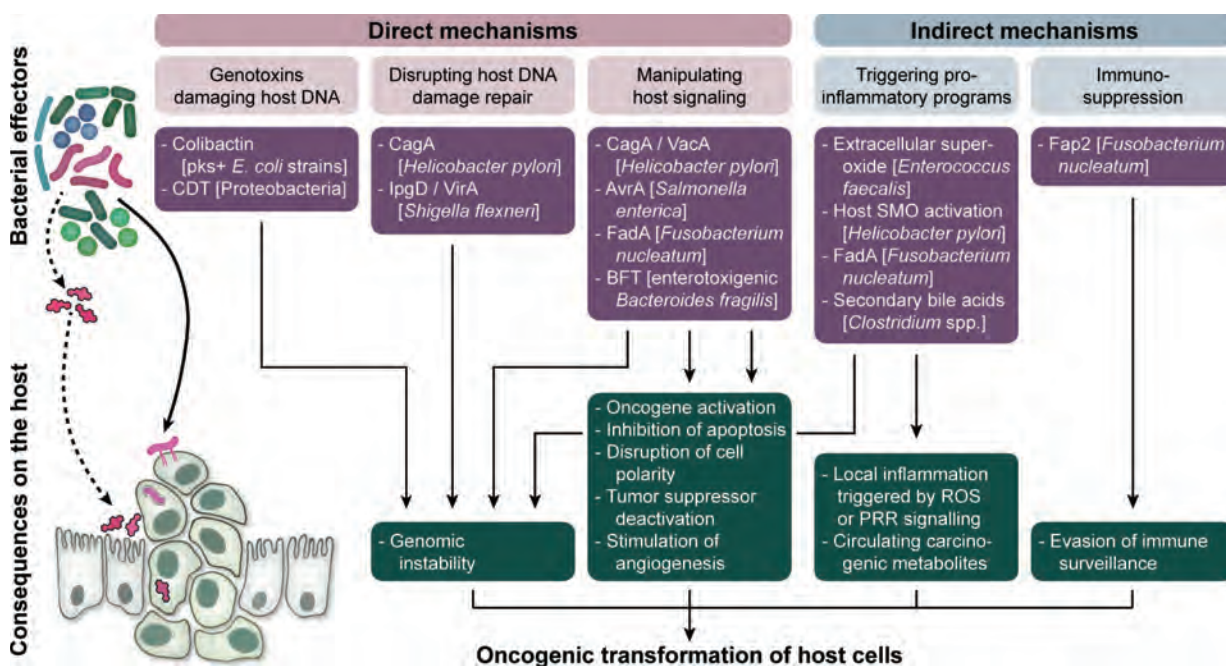 Direct mechanisms
Indirect mechanisms
Bacterial effectors
Genotoxins
damaging host DNA
Disrupting host DNA
damage repair
Manipulating
host signaling
Triggering pro-
inflammatory programs
Immuno-
suppression
- Colibactin
[pks+ E. coli strains]
- CDT [Proteobacteria]
- CagA
[Helicobacter pylori]
- IpgD / VirA
[Shigella flexneri]
- CagA / VacA
[Helicobacter pylori]
- AvrA [Salmonella
enterica]
- FadA [Fusobacterium
nucleatum]
- BFT [enterotoxigenic
Bacteroides fragilis]
- Extracellular super-
oxide [Enterococcus
faecalis]
- Host SMO activation
[Helicobacter pylori]
- FadA [Fusobacterium
nucleatum]
- Secondary bile acids
[Clostridium spp.]
- Fap2 [Fusobacterium
nucleatum]
Consequences on the host
- Genomic
instability
- Oncogene activation
- Inhibition of apoptosis
- Disruption of cell
polarity
- Tumor suppressor
deactivation
- Stimulation of
angiogenesis
- Local inflammation
triggered by ROS
or PRR signalling
- Circulating carcino-
genic metabolites
- Evasion of immune
surveillance
Oncogenic transformation of host cells